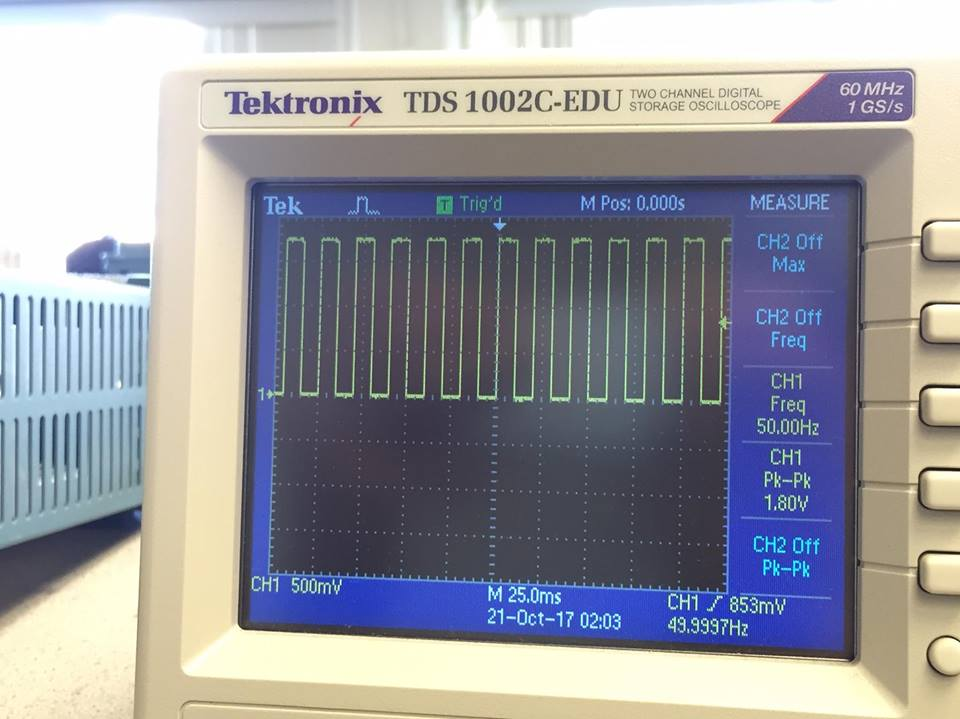 Tektronix TDS 1002C-EDU TWO CHANNEL DIGITAL STORAGE OSCILLOSCOPE
60 MHz
1 GS/s
Tek T Trig'd M Pos: 0.000s MEASURE
CH2 Off
Max
CH2 Off
Freq
CH1
Freq
50.00Hz
CH1
Pk-Pk
1.80V
CH2 Off
Pk-Pk
1
CH1 500mV M 25.0ms CH1 853mV
21-Oct-17 02:03 49.9997Hz